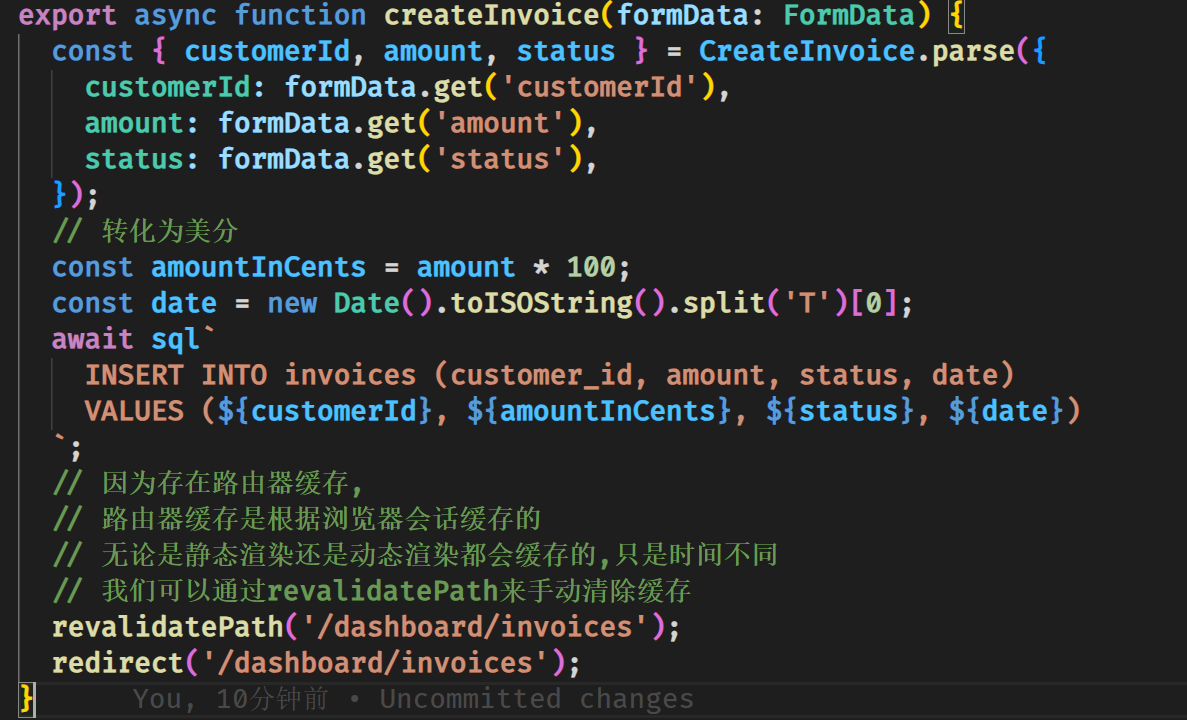 export async function createInvoice(formData: FormData) {
  const { customerId, amount, status } = CreateInvoice.parse({
    customerId: formData.get('customerId'),
    amount: formData.get('amount'),
    status: formData.get('status'),
  });
  // 转化为美分
  const amountInCents = amount * 100;
  const date = new Date().toISOString().split('T')[0];
  await sql`
    INSERT INTO invoices (customer_id, amount, status, date)
    VALUES (${customerId}, ${amountInCents}, ${status}, ${date})
  `;
  // 因为存在路由器缓存,
  // 路由器缓存是根据浏览器会话缓存的
  // 无论是静态渲染还是动态渲染都会缓存的,只是时间不同
  // 我们可以通过revalidatePath来手动清除缓存
  revalidatePath('/dashboard/invoices');
  redirect('/dashboard/invoices');
}      You, 10分钟前 • Uncommitted changes